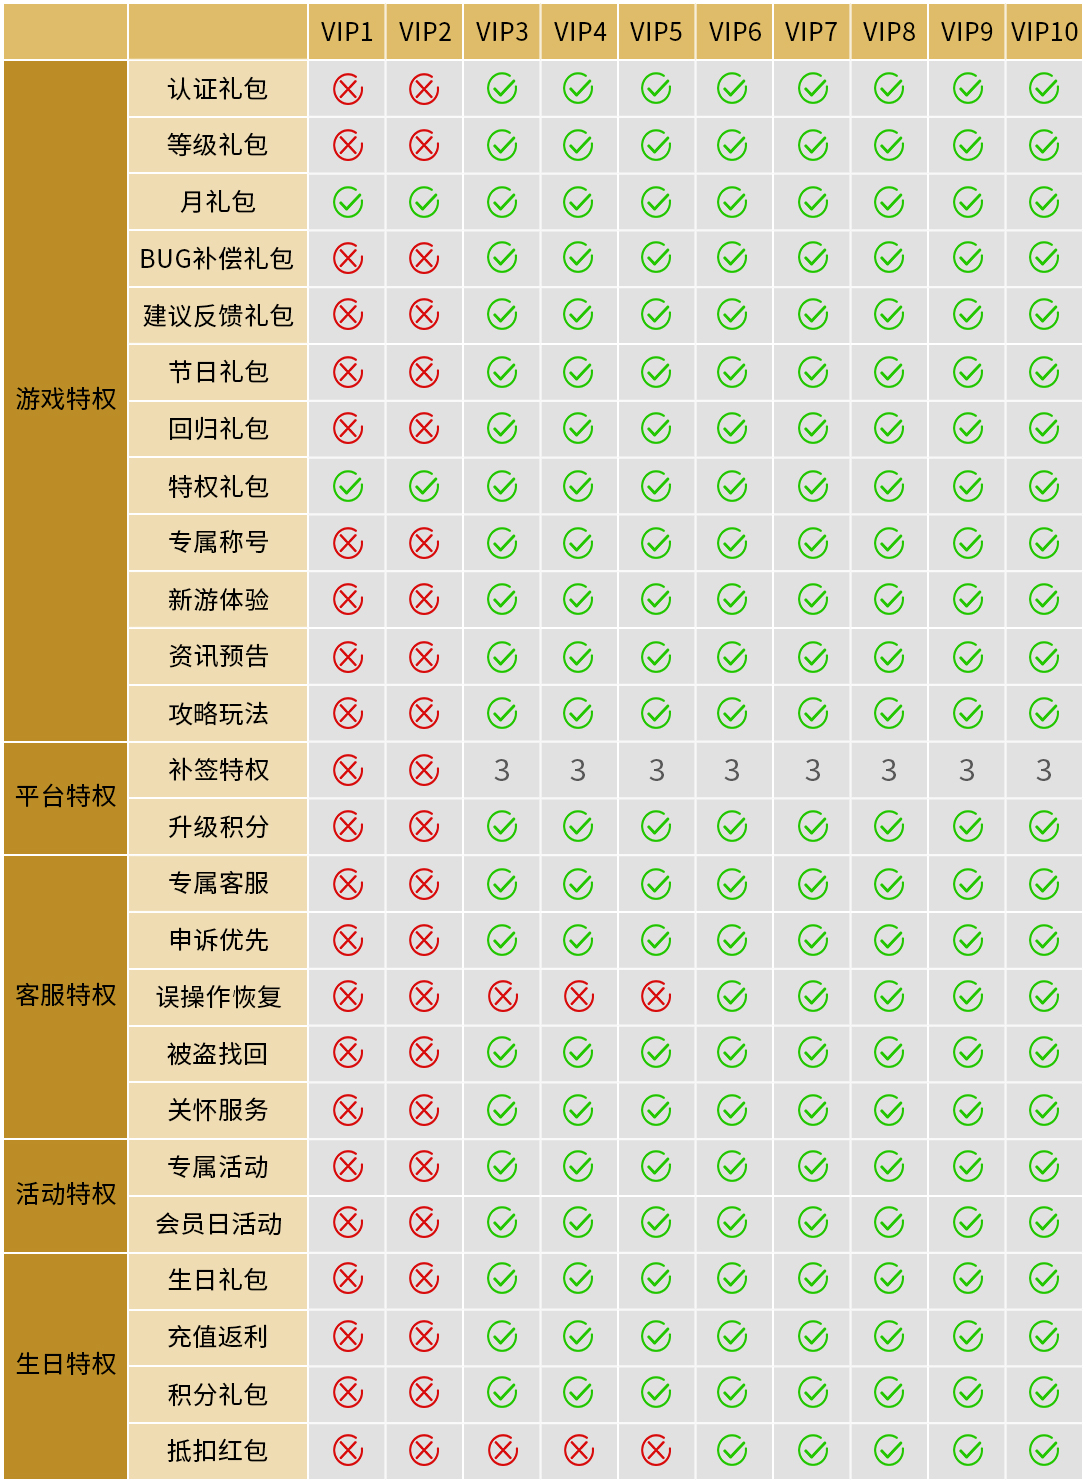 VIP1 VIP2 VIP3 VIP4 VIP5 VIP6 VIP7 VIP8 VIP9 VIP10
游戏特权
认证礼包
等级礼包
月礼包
BUG补偿礼包
建议反馈礼包
节日礼包
回归礼包
特权礼包
专属称号
新游体验
资讯预告
攻略玩法
平台特权
补签特权 3 3 3 3 3 3 3 3
升级积分
客服特权
专属客服
申诉优先
误操作恢复
被盗找回
关怀服务
活动特权
专属活动
会员日活动
生日特权
生日礼包
充值返利
积分礼包
抵扣红包